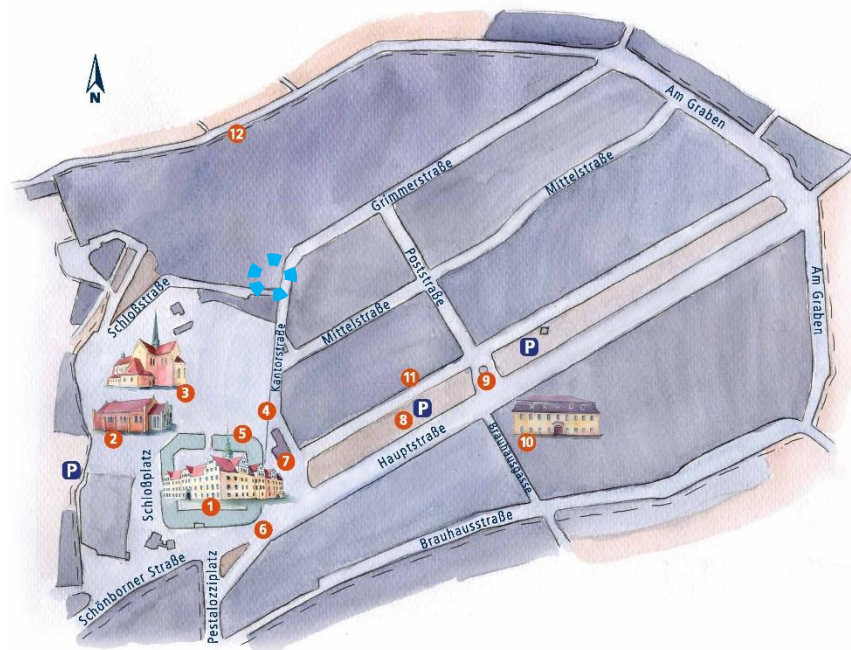 N
12
Am Graben
Grimmerstraße
Mittelstraße
Poststraße
Am Graben
Schloßstraße
Kantorstraße
Mittelstraße
P
3
11
9
4
8
P
2
5
Hauptstraße
10
7
Brauhausgasse
P
Schloßplatz
1
6
Brauhausstraße
Schönborner Straße
Pestalozziplatz